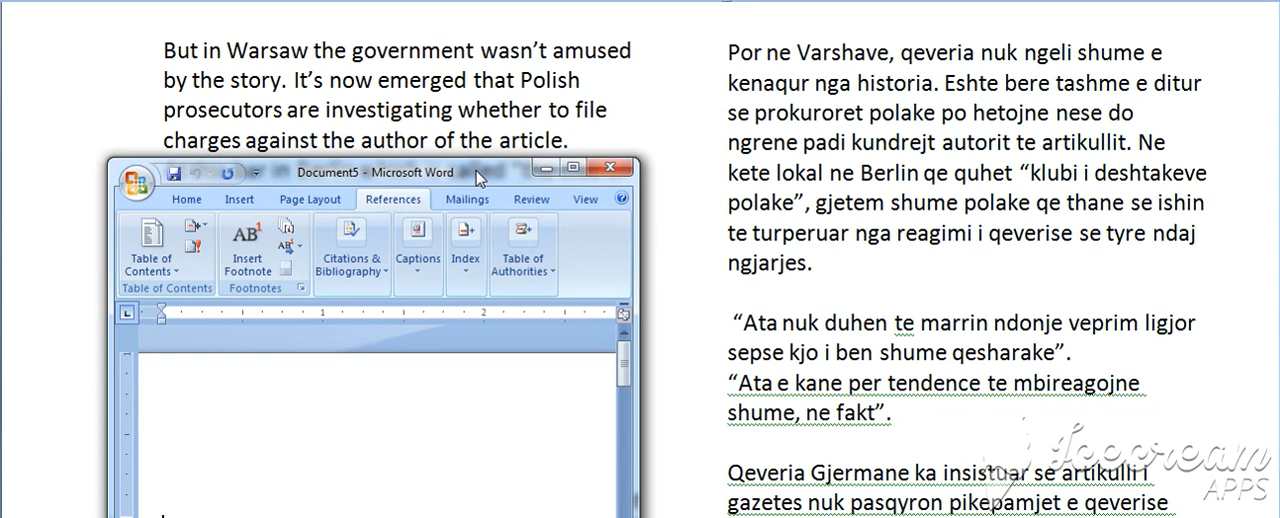 But in Warsaw the government wasn't amused
by the story. It's now emerged that Polish
prosecutors are investigating whether to file
charges against the author of the article.
Document5 - Microsoft Word
Home Insert Page Layout References Mailings Review View
Table of
Contents
Table of Contents
AB¹
Insert
Footnote
AB
Footnotes
Citations &
Bibliography
Captions
Index
Table of
Authorities
L
1 2
1
Por ne Varshave, qeveria nuk ngeli shume e
kenaqur nga historia. Eshte bere tashme e ditur
se prokuroret polake po hetojne nese do
ngrene padi kundrejt autorit te artikullit. Ne
kete lokal ne Berlin qe quhet “klubi i deshtakeve
polake”, gjetem shume polake qe thane se ishin
te turperuar nga reagimi i qeverise se tyre ndaj
ngjarjes.
“Ata nuk duhen te marrin ndonje veprim ligjor
sepse kjo i ben shume qesharake”.
“Ata e kane per tendence te mbireagojne
shume, ne fakt”.
Qeveria Gjermane ka insistuar se artikulli i
gazetes nuk pasqyron pikepamjet e qeverise
Icecream
APPS